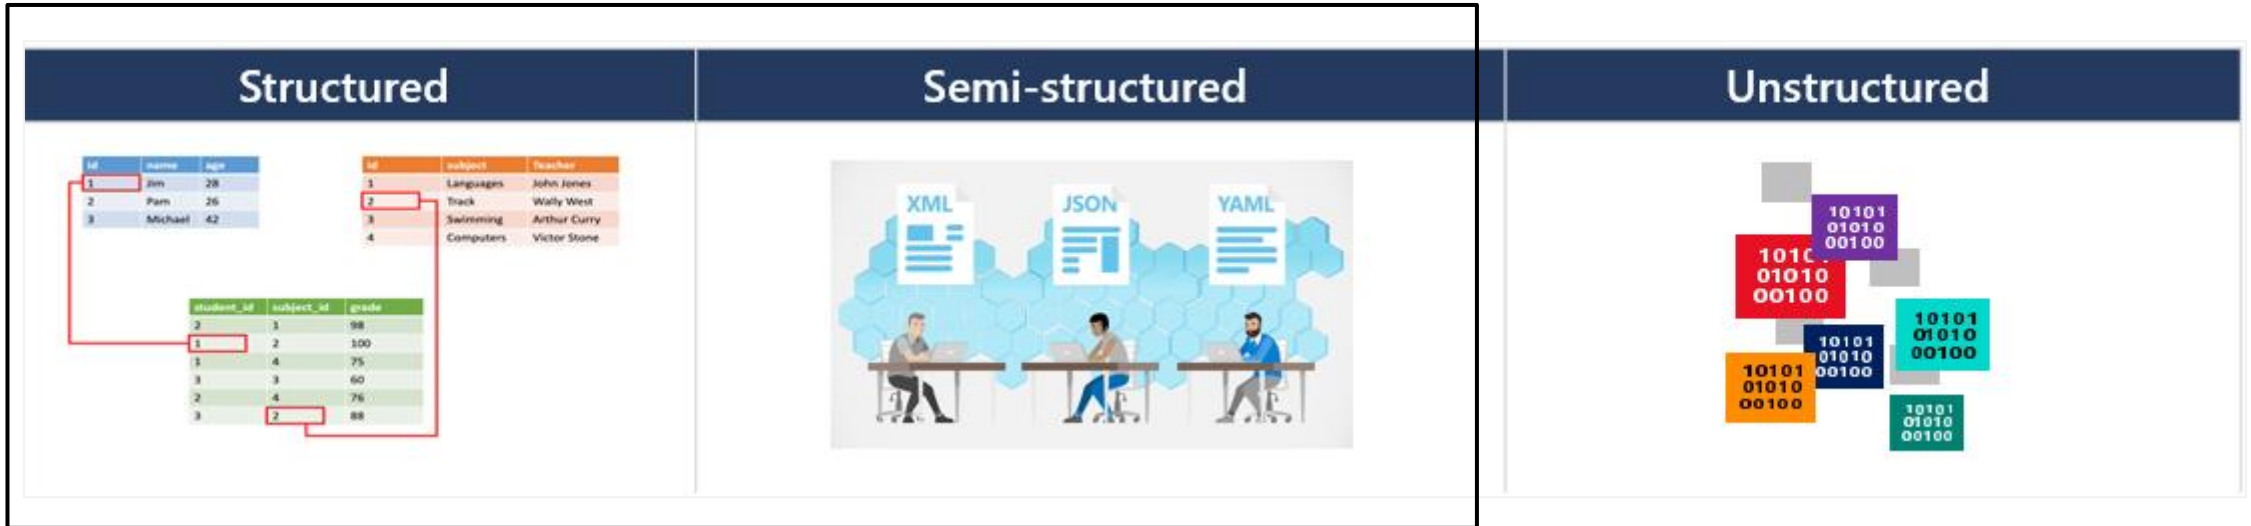 Structured
Semi-structured
Unstructured
id name age
1 Jim 28
2 Pam 26
3 Michael 42
id subject Teacher
1 Languages John Jones
2 Track Wally West
3 Swimming Arthur Curry
4 Computers Victor Stone
student_id subject_id grade
2 1 98
1 2 100
1 4 75
3 3 60
2 4 76
3 2 88
XML JSON YAML
10101
01010
00100
1010
01010
00100
10101
01010
00100
10101
01010
00100
10101
01010
00100
10101
01010
00100